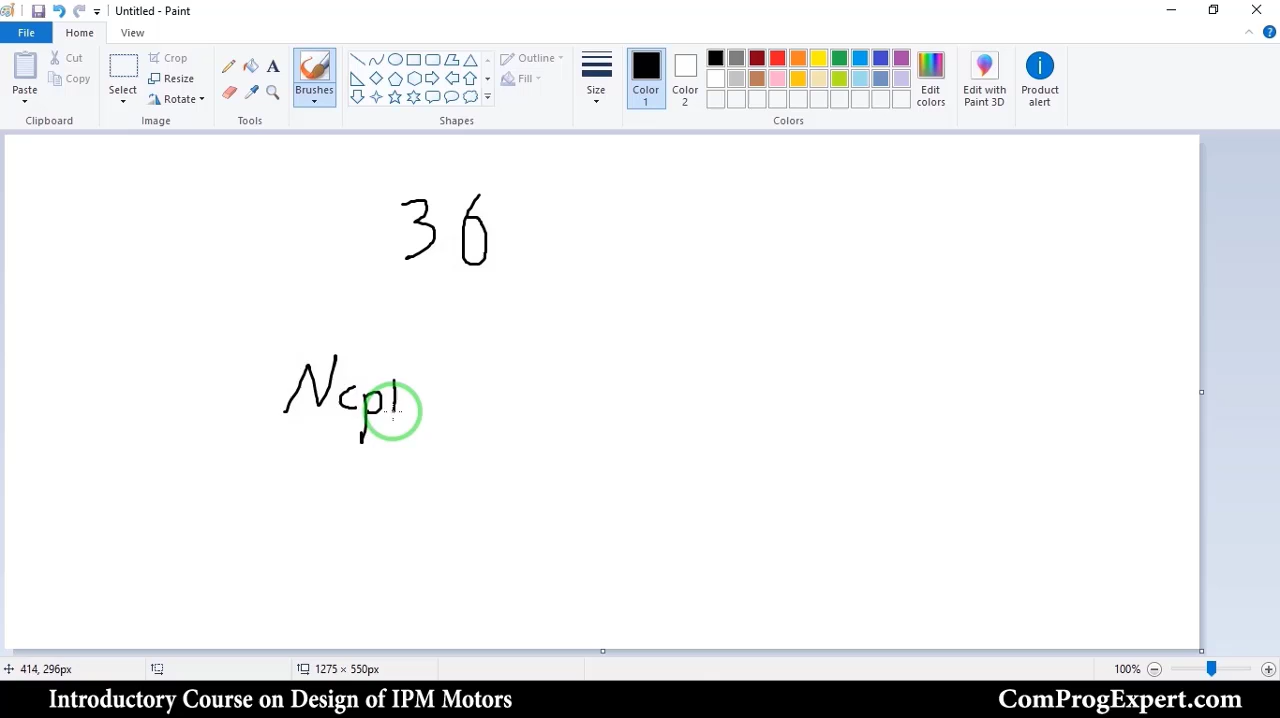 Untitled - Paint
File Home View
Paste
Cut
Copy
Clipboard
Select
Crop
Resize
Rotate
Image
Tools
Brushes
Shapes
Outline
Fill
Size
Color 1
Color 2
Edit colors
Colors
Edit with Paint 3D
Product alert
36
Ncpl
414, 296px
1275 × 550px
100%
Introductory Course on Design of IPM Motors
ComProgExpert.com